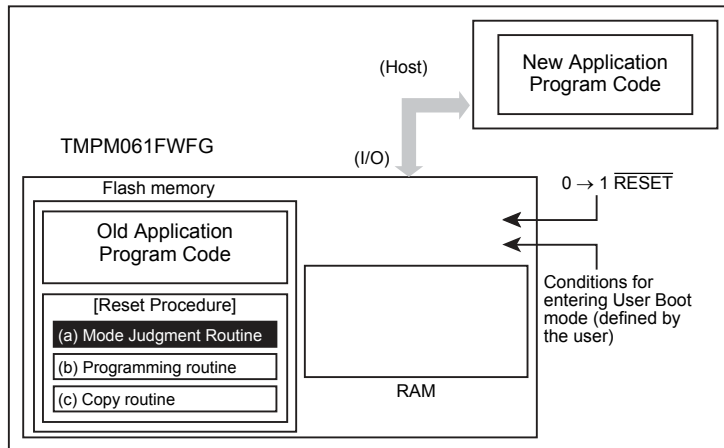 New Application
Program Code
(Host)
TMPM061FWFG
(I/O)
0 → 1 RESET
Flash memory
Old Application
Program Code
[Reset Procedure]
(a) Mode Judgment Routine
(b) Programming routine
(c) Copy routine
RAM
Conditions for
entering User Boot
mode (defined by
the user)